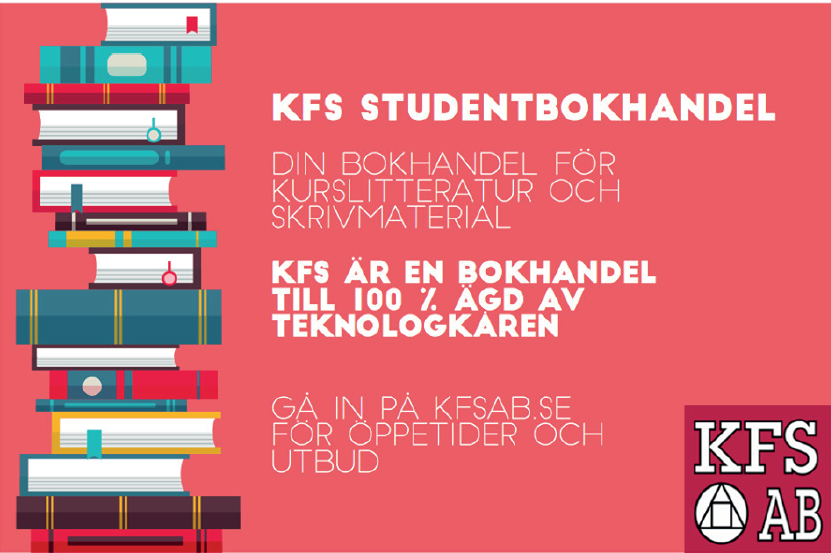 KFS STUDENTBOKHANDEL
DIN BOKHANDEL FÖR
KURSLITTERATUR OCH
SKRIVMATERIAL
KFS ÄR EN BOKHANDEL
TILL 100 % ÄGD AV
TEKNOLOGKÅREN
GÅ IN PÅ KFSAB.SE
FÖR ÖPPETIDER OCH
UTBUD
KFS
AB